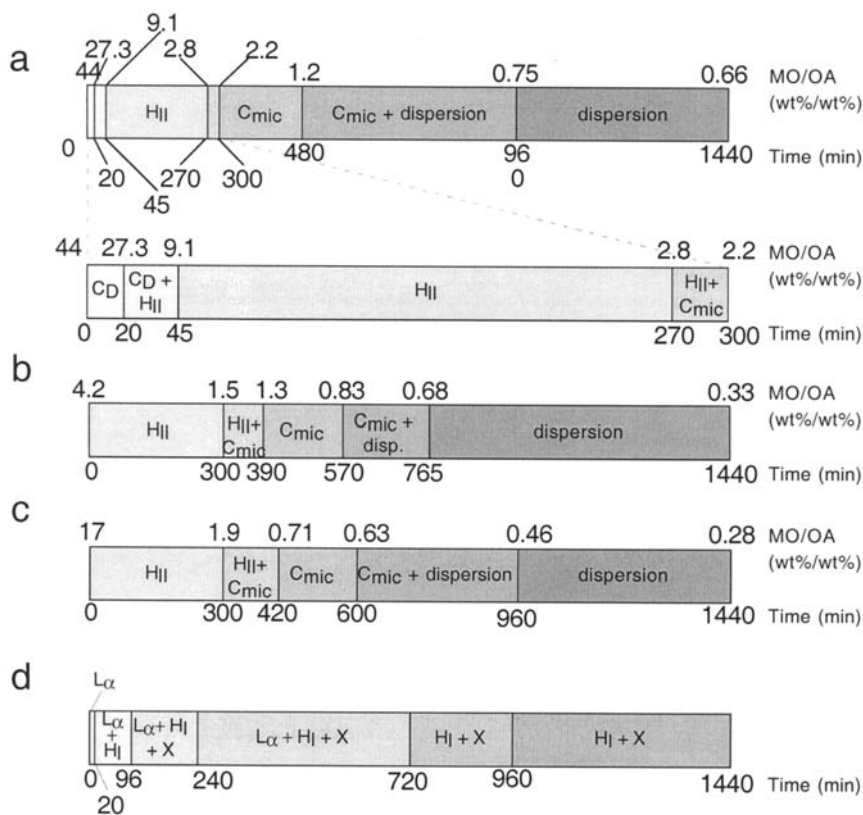 a
9.1
27.3 2.8 2.2
44 1.2 0.75 0.66 MO/OA
(wt%/wt%)
HII Cmic Cmic + dispersion dispersion
0 480 96 1440 Time (min)
20 270 300 0
45
44 27.3 9.1 2.8 2.2 MO/OA
(wt%/wt%)
CD CD + HII HII HII+ Cmic
0 20 45 270 300 Time (min)
b
4.2 1.5 1.3 0.83 0.68 0.33 MO/OA
(wt%/wt%)
HII HII+ Cmic Cmic Cmic + disp. dispersion
0 300 390 570 765 1440 Time (min)
c
17 1.9 0.71 0.63 0.46 0.28 MO/OA
(wt%/wt%)
HII HII+ Cmic Cmic Cmic + dispersion dispersion
0 300 420 600 960 1440 Time (min)
d
Lα
Lα + HI Lα+ HI + X Lα + HI + X HI + X HI + X
0 96 240 720 960 1440 Time (min)
20